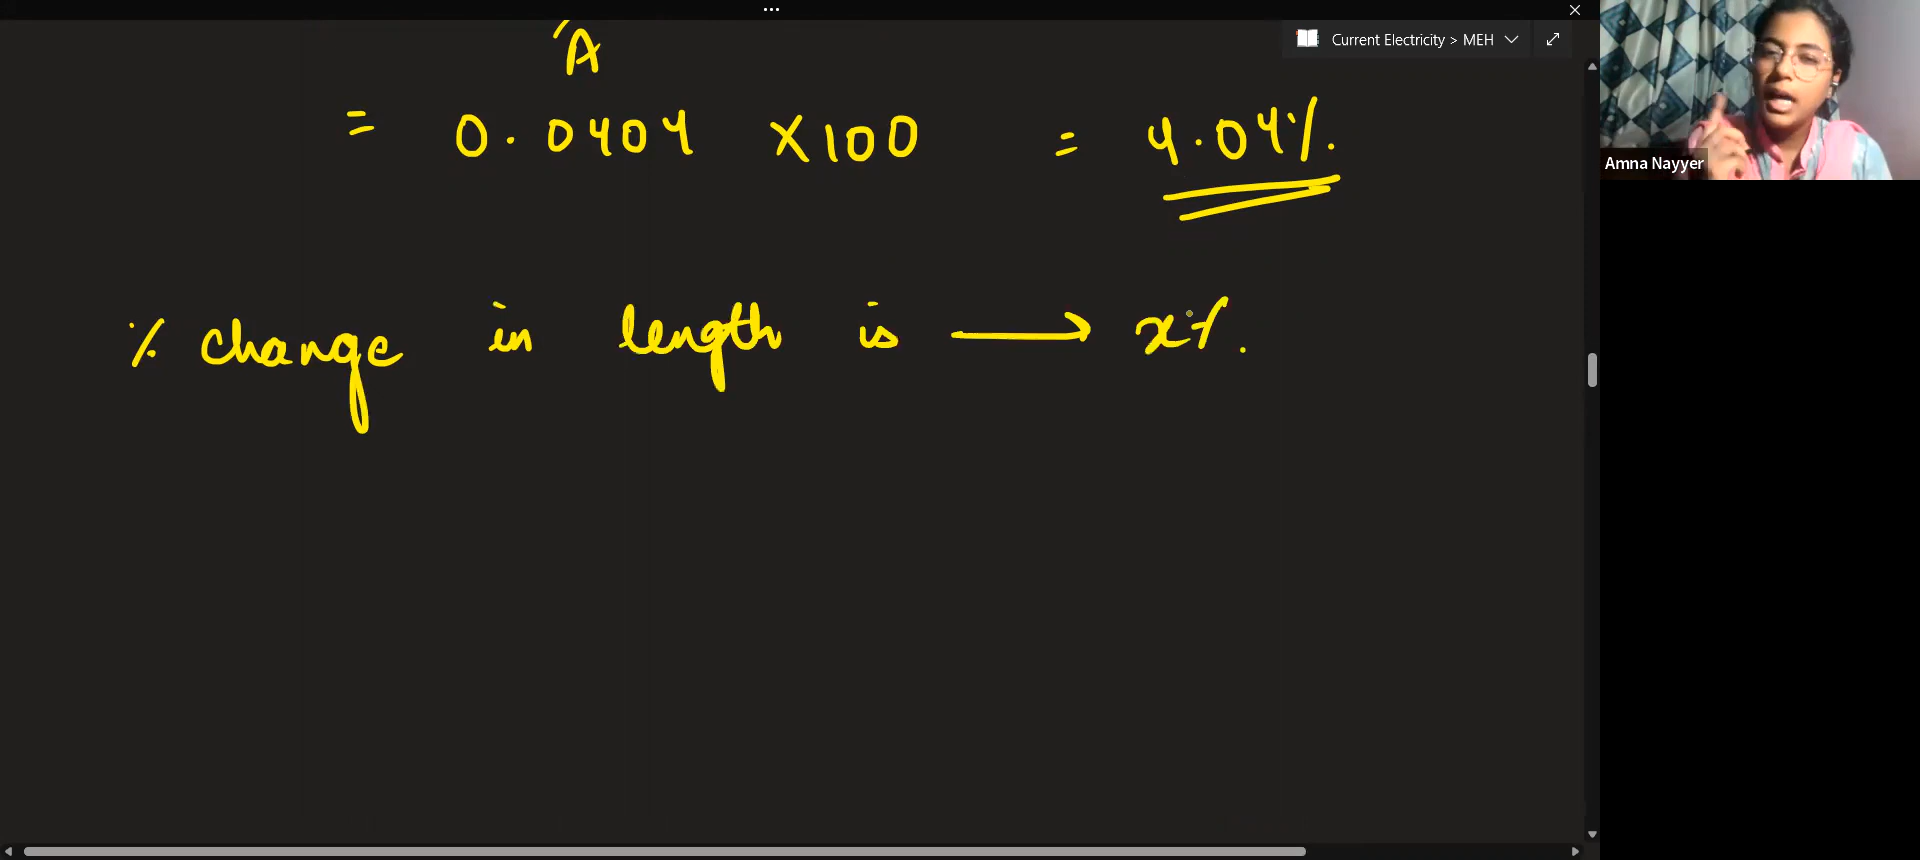 ...
Current Electricity > MEH
A
= 0.0404 X100 = 4.04%.
Amna Nayyer
% change in length is ⟶ x%.